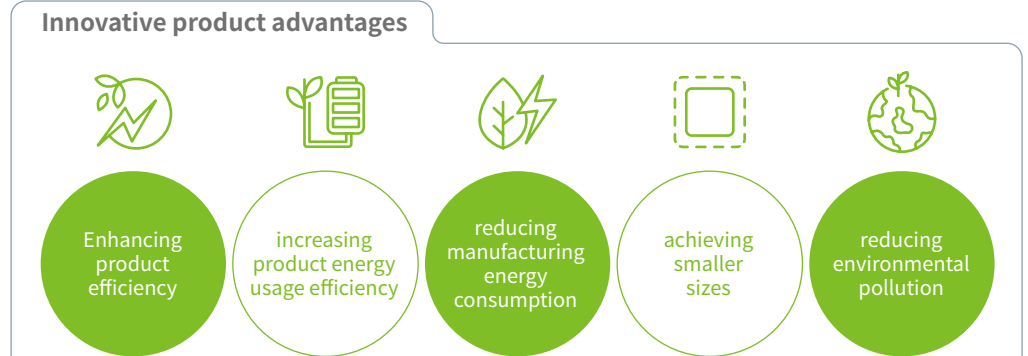 Innovative product advantages
Enhancing
product
efficiency
increasing
product energy
usage efficiency
reducing
manufacturing
energy
consumption
achieving
smaller
sizes
reducing
environmental
pollution